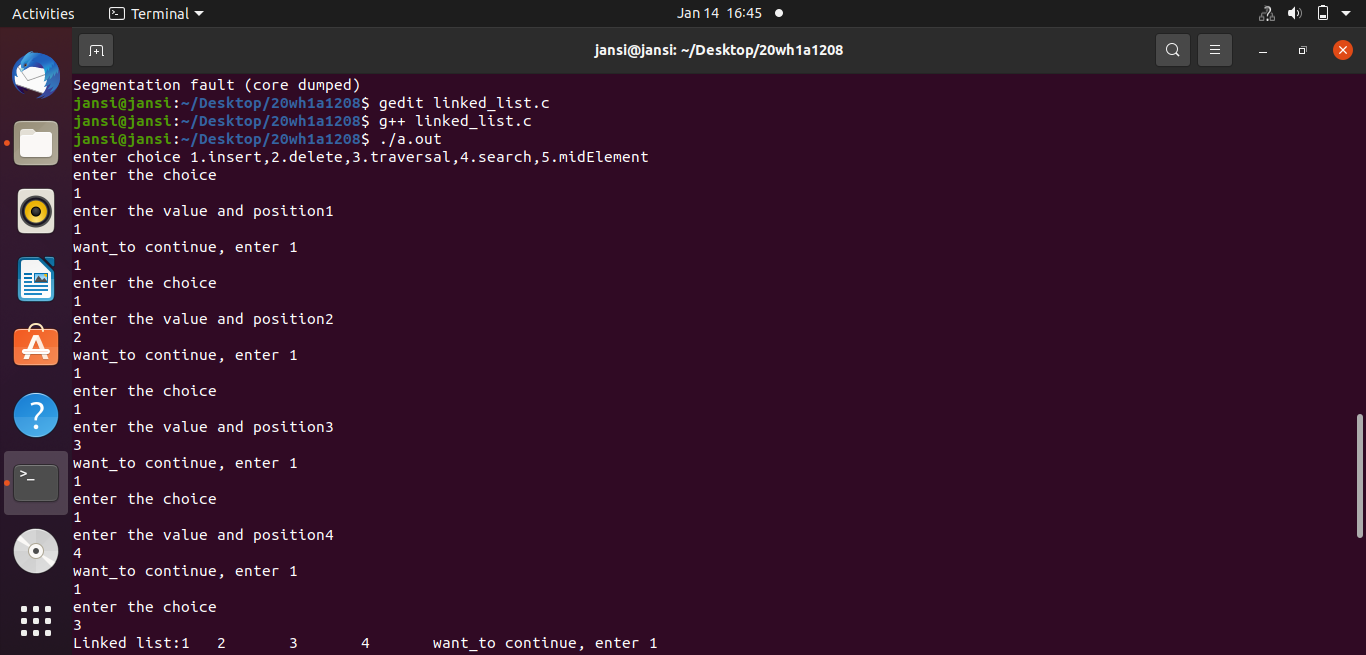 Activities Terminal Jan 14 16:45
jansi@jansi: ~/Desktop/20wh1a1208
Segmentation fault (core dumped)
jansi@jansi:~/Desktop/20wh1a1208$ gedit linked_list.c
jansi@jansi:~/Desktop/20wh1a1208$ g++ linked_list.c
jansi@jansi:~/Desktop/20wh1a1208$ ./a.out
enter choice 1.insert,2.delete,3.traversal,4.search,5.midElement
enter the choice
1
enter the value and position1
1
want_to continue, enter 1
1
enter the choice
1
enter the value and position2
2
want_to continue, enter 1
1
enter the choice
1
enter the value and position3
3
want_to continue, enter 1
1
enter the choice
1
enter the value and position4
4
want_to continue, enter 1
1
enter the choice
3
Linked list:1   2       3       4       want_to continue, enter 1